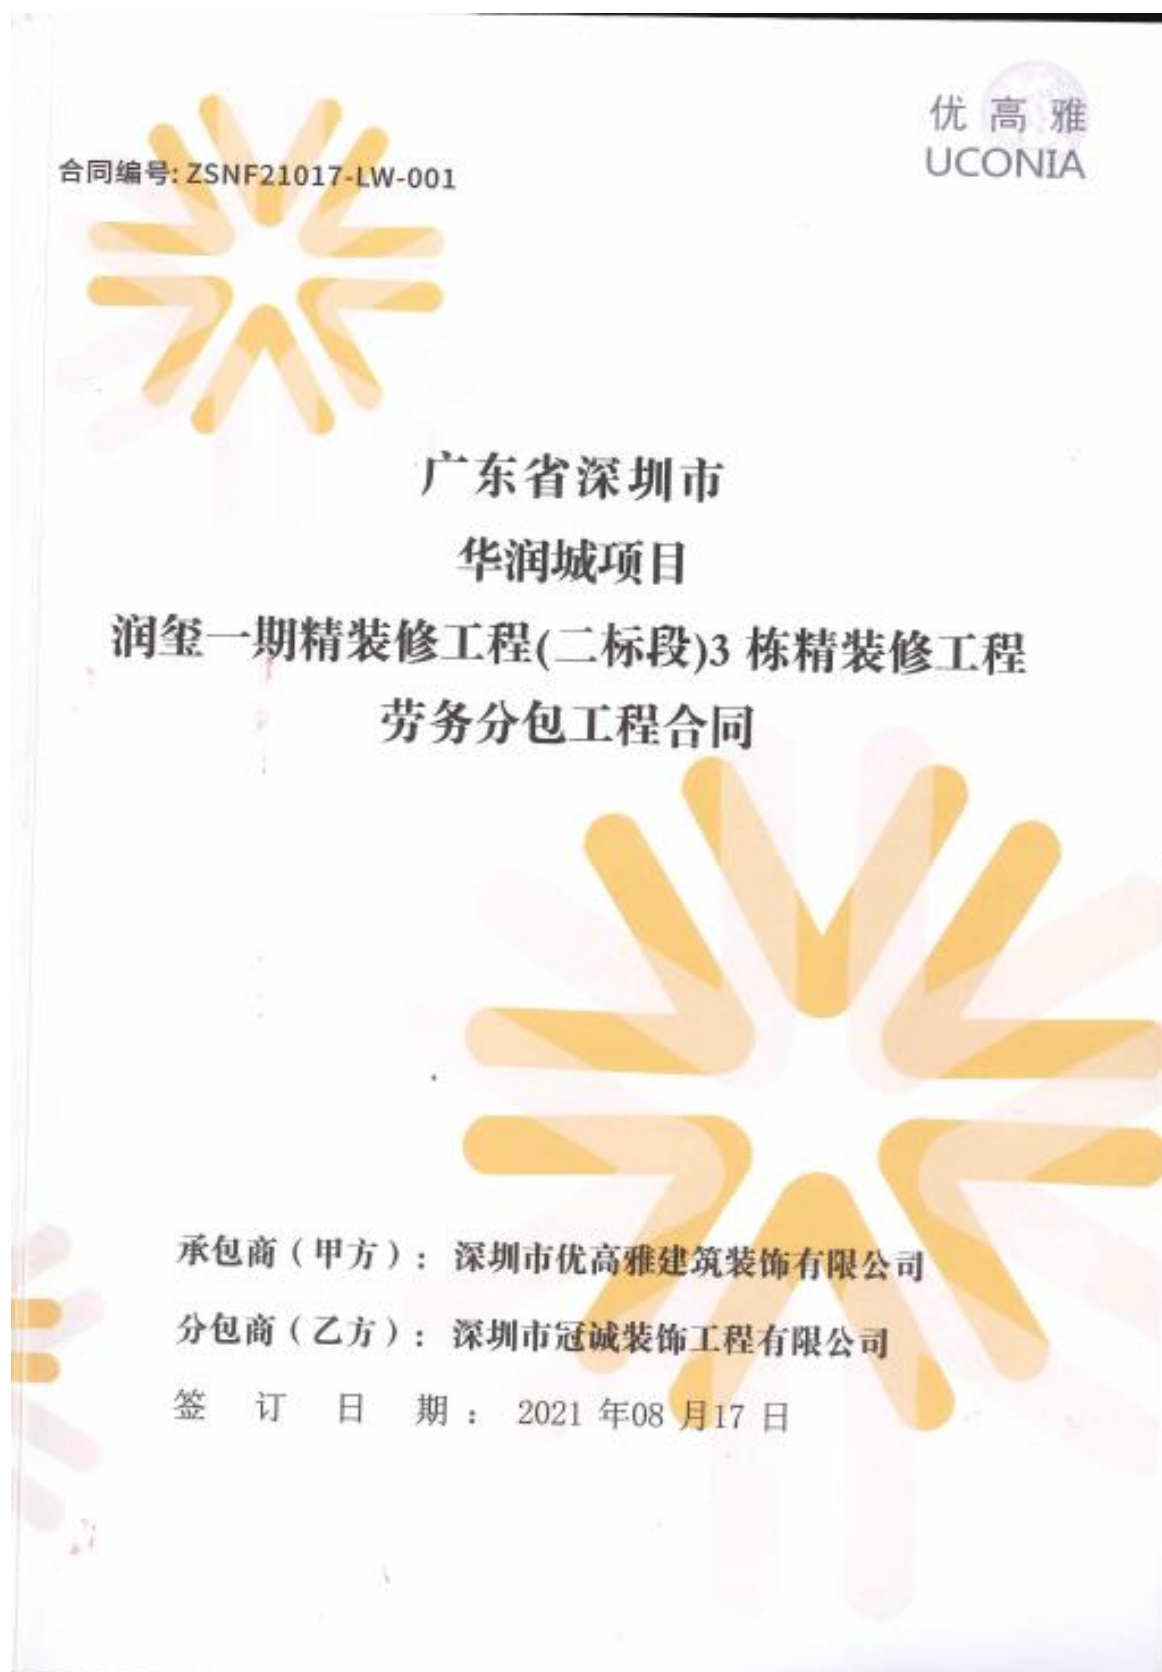 优高雅
UCONIA
合同编号: ZSNF21017-LW-001
广东省深圳市
华润城项目
润玺一期精装修工程(二标段)3 栋精装修工程
劳务分包工程合同
承包商（甲方）: 深圳市优高雅建筑装饰有限公司
分包商（乙方）: 深圳市冠诚装饰工程有限公司
签 订 日 期： 2021 年08 月17 日